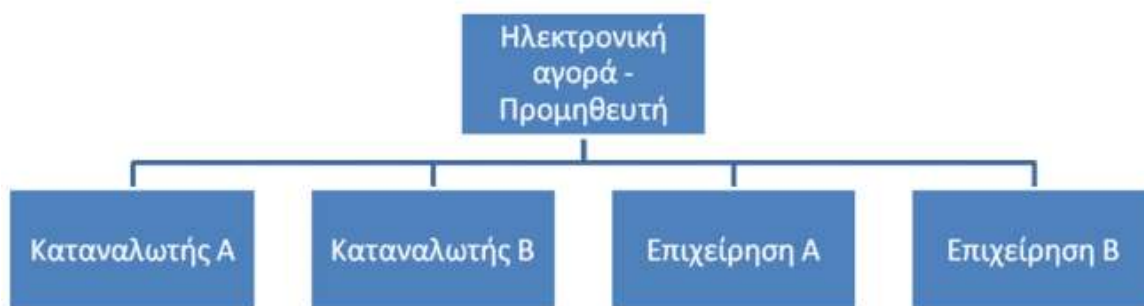 Ηλεκτρονική
αγορά -
Προμηθευτή
Καταναλωτής Α
Καταναλωτής Β
Επιχείρηση Α
Επιχείρηση Β